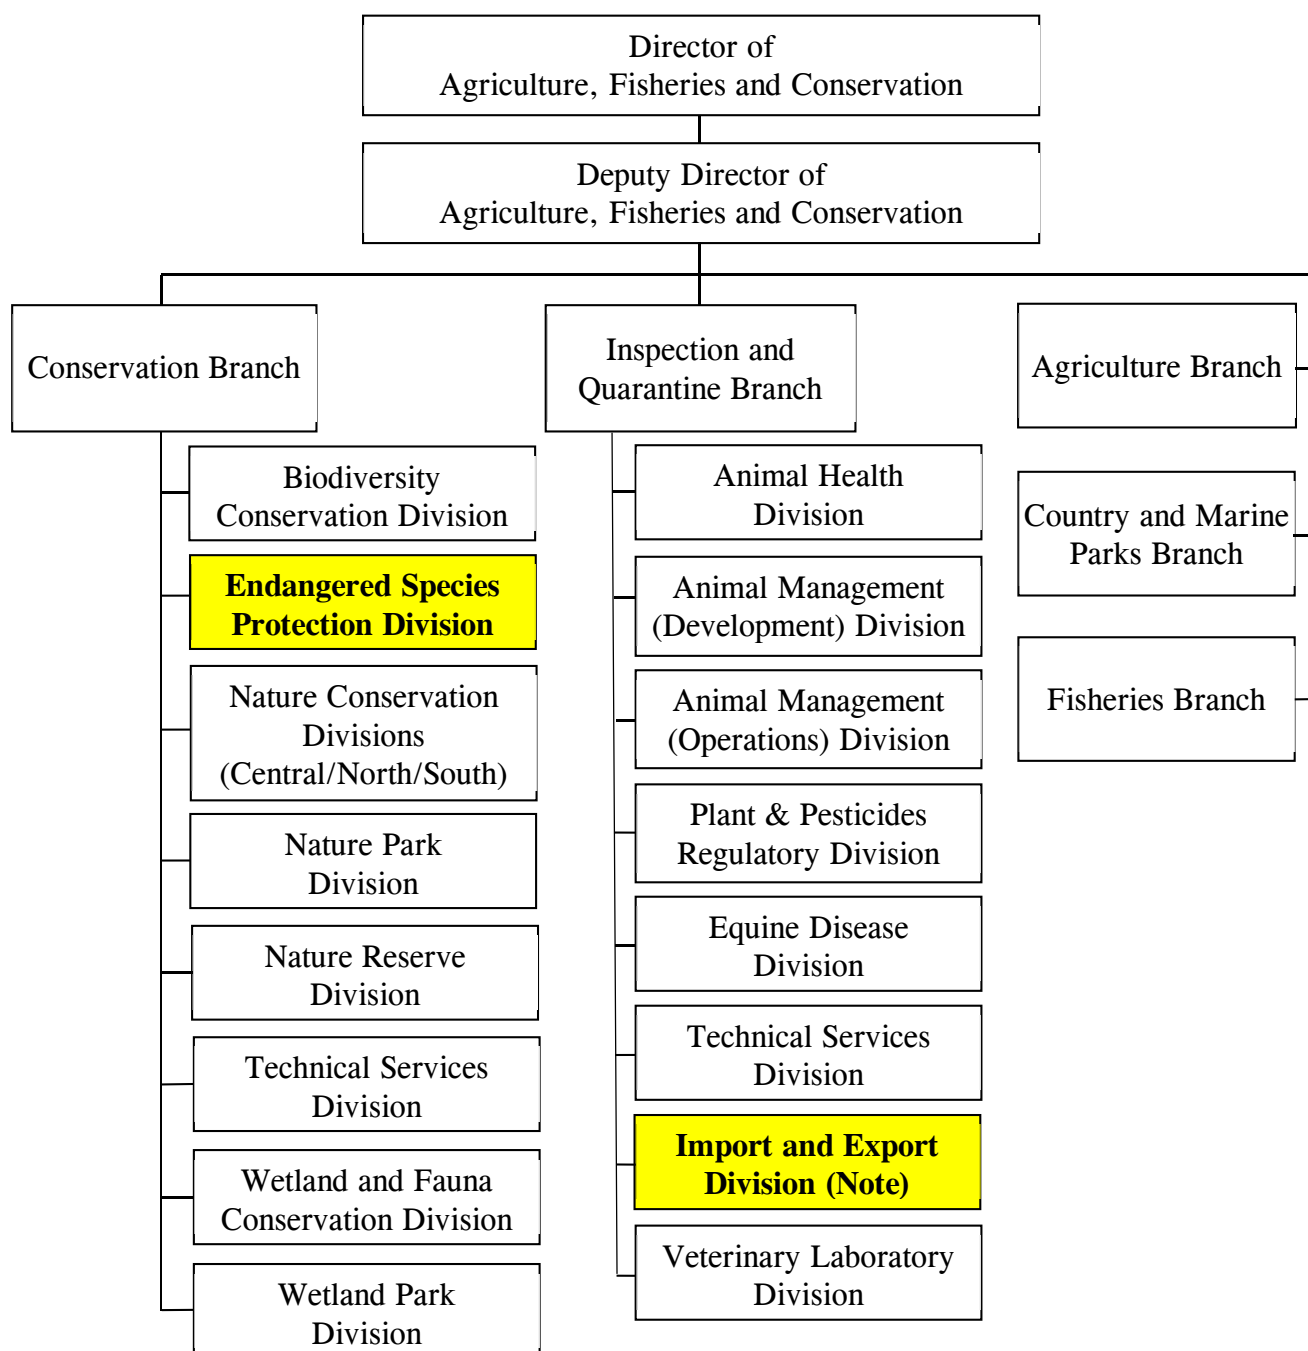 Director of
Agriculture, Fisheries and Conservation
Deputy Director of
Agriculture, Fisheries and Conservation
Conservation Branch
Biodiversity
Conservation Division
Endangered Species
Protection Division
Nature Conservation
Divisions
(Central/North/South)
Nature Park
Division
Nature Reserve
Division
Technical Services
Division
Wetland and Fauna
Conservation Division
Wetland Park
Division
Inspection and
Quarantine Branch
Animal Health
Division
Animal Management
(Development) Division
Animal Management
(Operations) Division
Plant & Pesticides
Regulatory Division
Equine Disease
Division
Technical Services
Division
Import and Export
Division (Note)
Veterinary Laboratory
Division
Agriculture Branch
Country and Marine
Parks Branch
Fisheries Branch